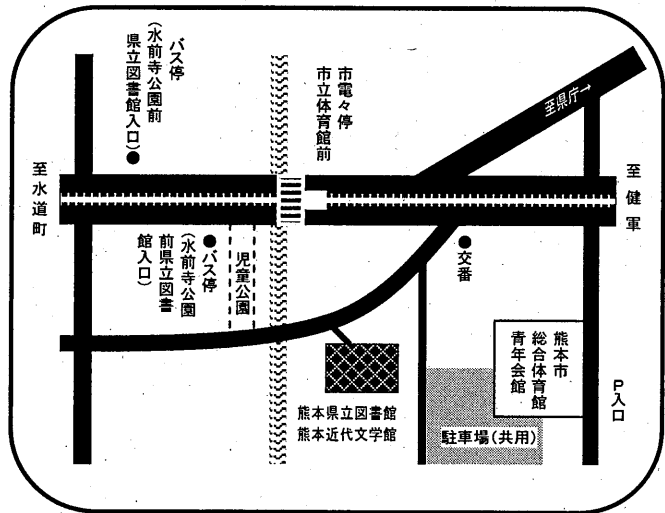 バス停
(水前寺公園前
県立図書館入口)●
市電々停
市立体育館前
至県庁→
至水道町
至健軍
●バス停
(水前寺公園
前県立図書
館入口)
児童公園
●交番
熊本市
総合体育館
青年会館
P入口
熊本県立図書館
熊本近代文学館
駐車場(共用)